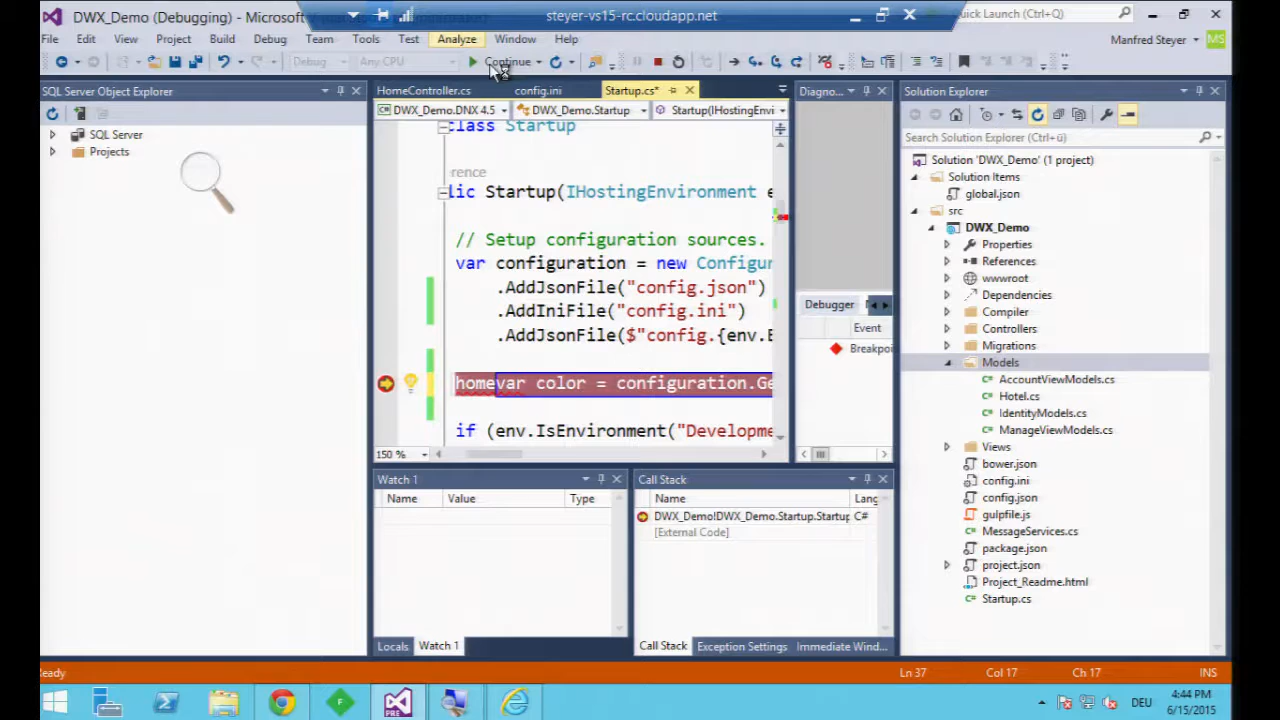 DWX_Demo (Debugging) - Microsoft V
steyer-vs15-rc.cloudapp.net
Quick Launch (Ctrl+Q)
File Edit View Project Build Debug Team Tools Test Analyze Window Help
Manfred Steyer MS
Debug Any CPU Continue
SQL Server Object Explorer
SQL Server
Projects
HomeController.cs config.ini Startup.cs*
DWX_Demo.DNX 4.5 DWX_Demo.Startup Startup(IHostingEnvi
class Startup
rence
lic Startup(IHostingEnvironment e
// Setup configuration sources.
var configuration = new Configur
.AddJsonFile("config.json")
.AddIniFile("config.ini")
.AddJsonFile($"config.{env.E
homevar color = configuration.Ge
if (env.IsEnvironment("Developme
150 %
Diagno...
Debugger
Event
Breakpoi
Watch 1
Name Value Type
Locals Watch 1
Call Stack
Name Lang
DWX_Demo!DWX_Demo.Startup.Startup C#
[External Code]
Call Stack Exception Settings Immediate Wind...
Solution Explorer
Search Solution Explorer (Ctrl+ü)
Solution 'DWX_Demo' (1 project)
Solution Items
global.json
src
DWX_Demo
Properties
References
wwwroot
Dependencies
Compiler
Controllers
Migrations
Models
AccountViewModels.cs
Hotel.cs
IdentityModels.cs
ManageViewModels.cs
Views
bower.json
config.ini
config.json
gulpfile.js
MessageServices.cs
package.json
project.json
Project_Readme.html
Startup.cs
eady Ln 37 Col 17 Ch 17 INS
PRE
DEU
4:44 PM
6/15/2015